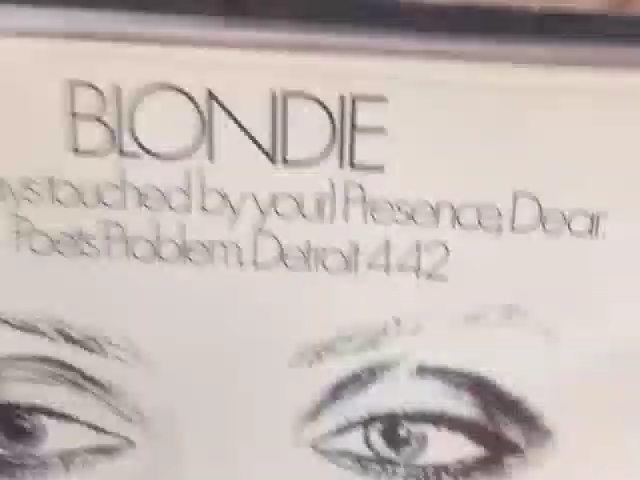 BLONDIE
touched by your) Presence, Dear
Poets Problem Detroit 442